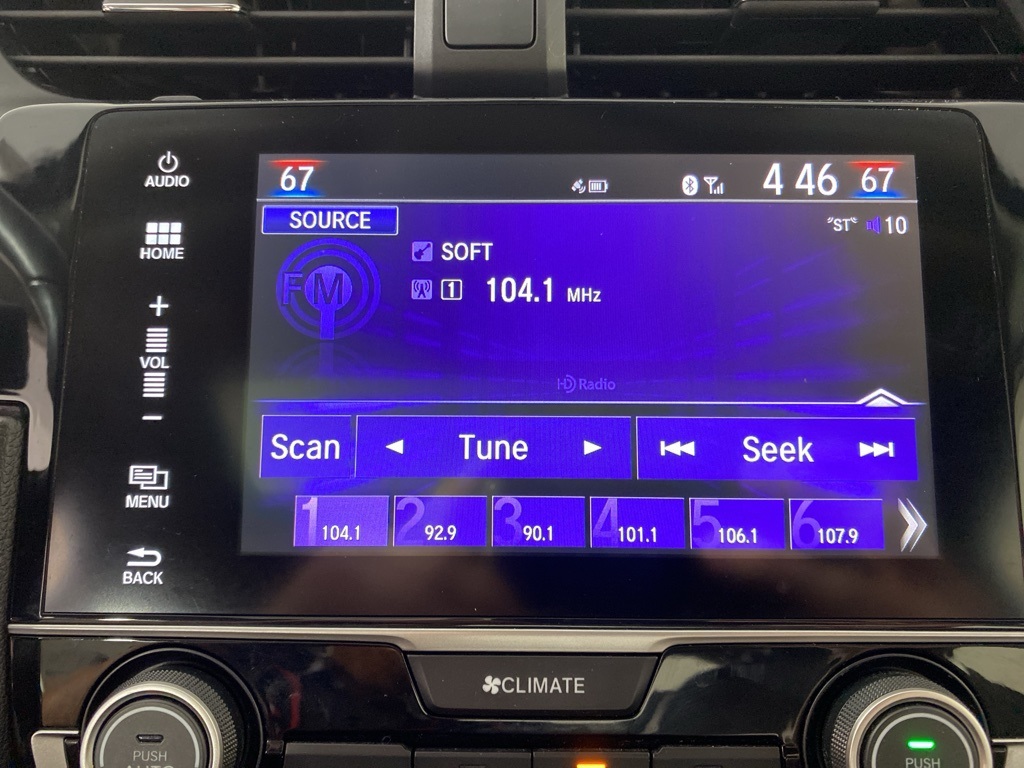 AUDIO
HOME
+
VOL
−
MENU
BACK
67 4 46 67
SOURCE
"ST" 10
FM
SOFT
1 104.1 MHz
HD Radio
Scan Tune Seek
1 104.1 2 92.9 3 90.1 4 101.1 5 106.1 6 107.9
CLIMATE
PUSH
AUTO
PUSH